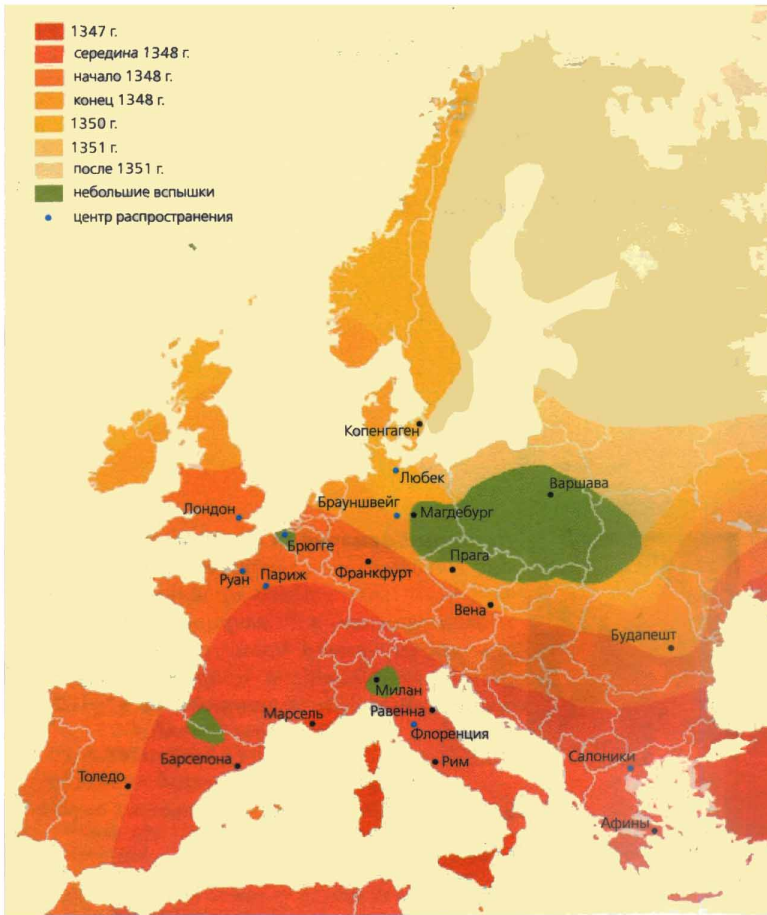 1347 г.
середина 1348 г.
начало 1348 г.
конец 1348 г.
1350 г.
1351 г.
после 1351 г.
небольшие вспышки
центр распространения
Копенгаген
Любек
Варшава
Брауншвейг
Магдебург
Лондон
Брюгге
Прага
Франкфурт
Руан
Париж
Вена
Будапешт
Милан
Равенна
Марсель
Флоренция
Барселона
Рим
Салоники
Толедо
Афины